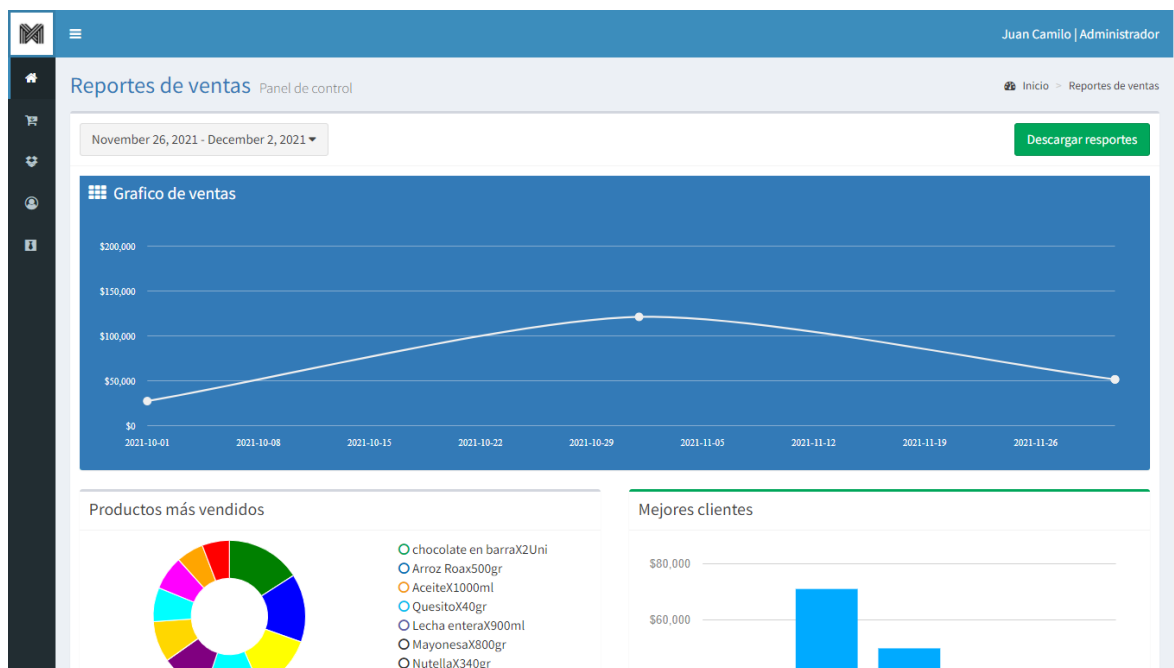 Juan Camilo | Administrador
Reportes de ventas Panel de control
Inicio > Reportes de ventas
November 26, 2021 - December 2, 2021
Descargar resportes
Grafico de ventas
$200,000
$150,000
$100,000
$50,000
$0
2021-10-01 2021-10-08 2021-10-15 2021-10-22 2021-10-29 2021-11-05 2021-11-12 2021-11-19 2021-11-26
Productos más vendidos
chocolate en barraX2Uni
Arroz Roax500gr
AceiteX1000ml
QuesitoX40gr
Lecha enteraX900ml
MayonesaX800gr
NutellaX340gr
Mejores clientes
$80,000
$60,000